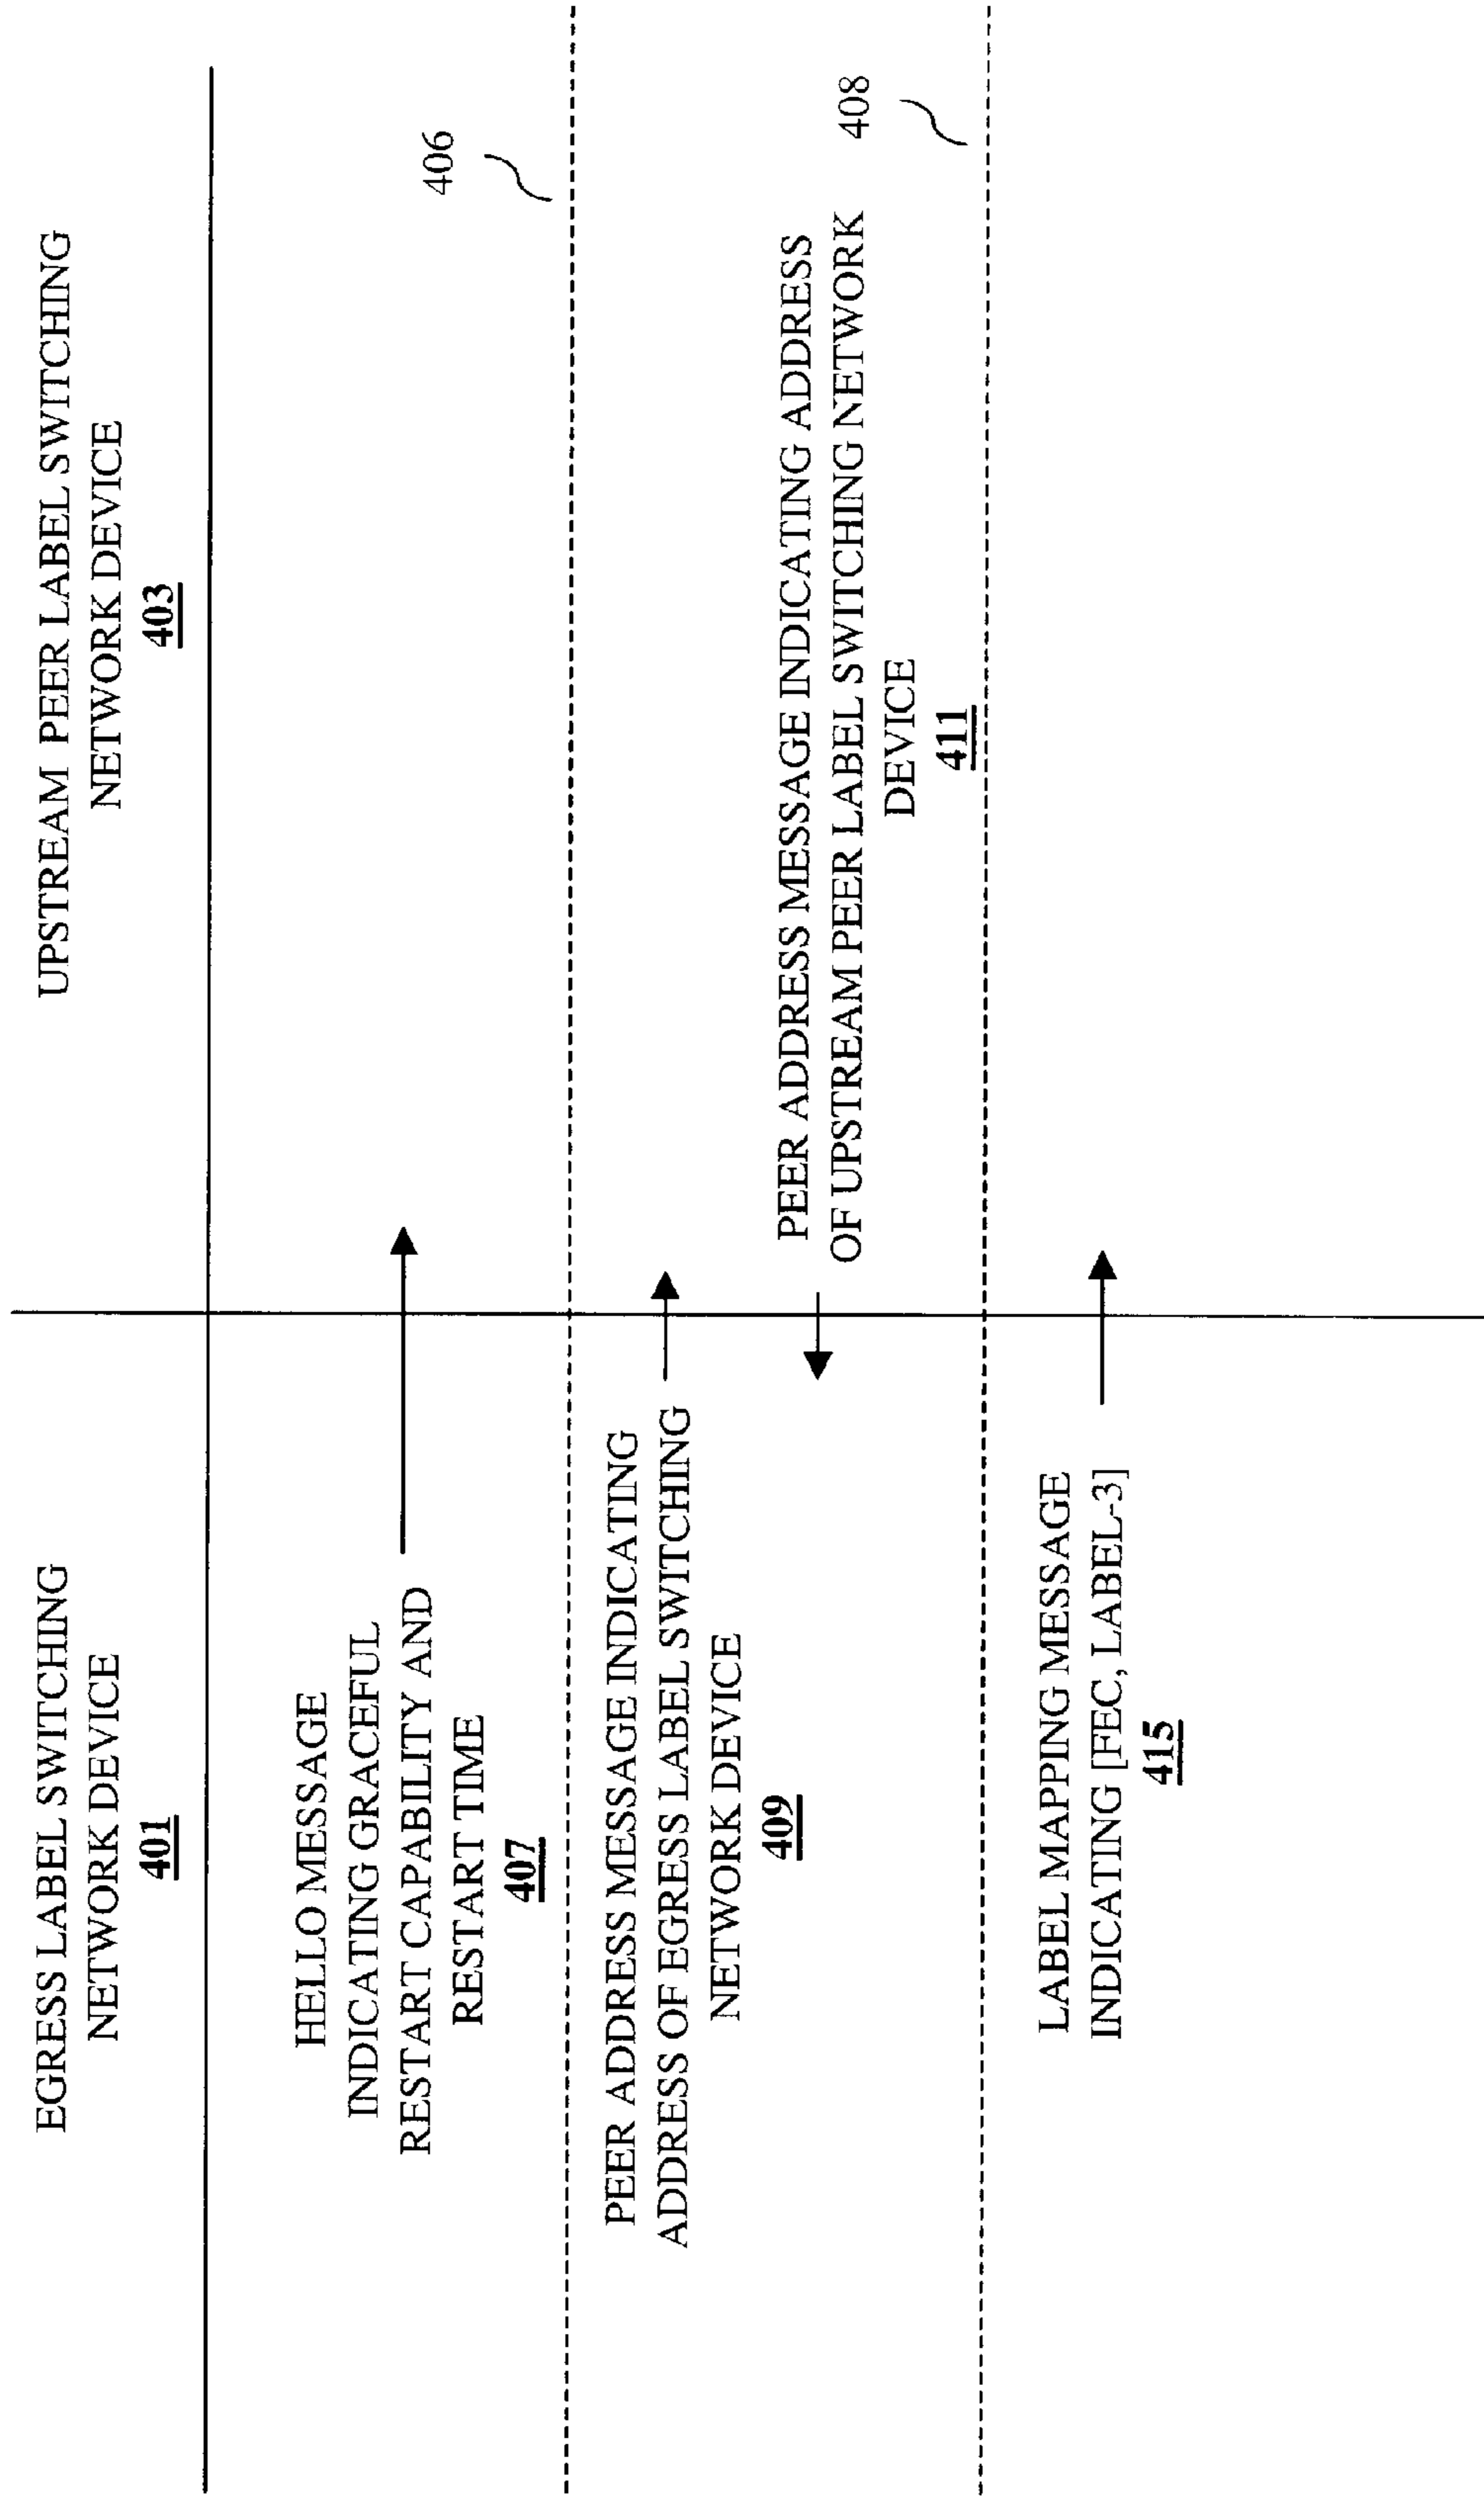 EGRESS LABEL SWITCHING
NETWORK DEVICE
401
UPSTREAM PEER LABEL SWITCHING
NETWORK DEVICE
403
HELLO MESSAGE
INDICATING GRACEFUL
RESTART CAPABILITY AND
RESTART TIME
407
406
PEER ADDRESS MESSAGE INDICATING
ADDRESS OF EGRESS LABEL SWITCHING
NETWORK DEVICE
409
PEER ADDRESS MESSAGE INDICATING ADDRESS
OF UPSTREAM PEER LABEL SWITCHING NETWORK
DEVICE
411
408
LABEL MAPPING MESSAGE
INDICATING [FEC, LABEL-3]
415